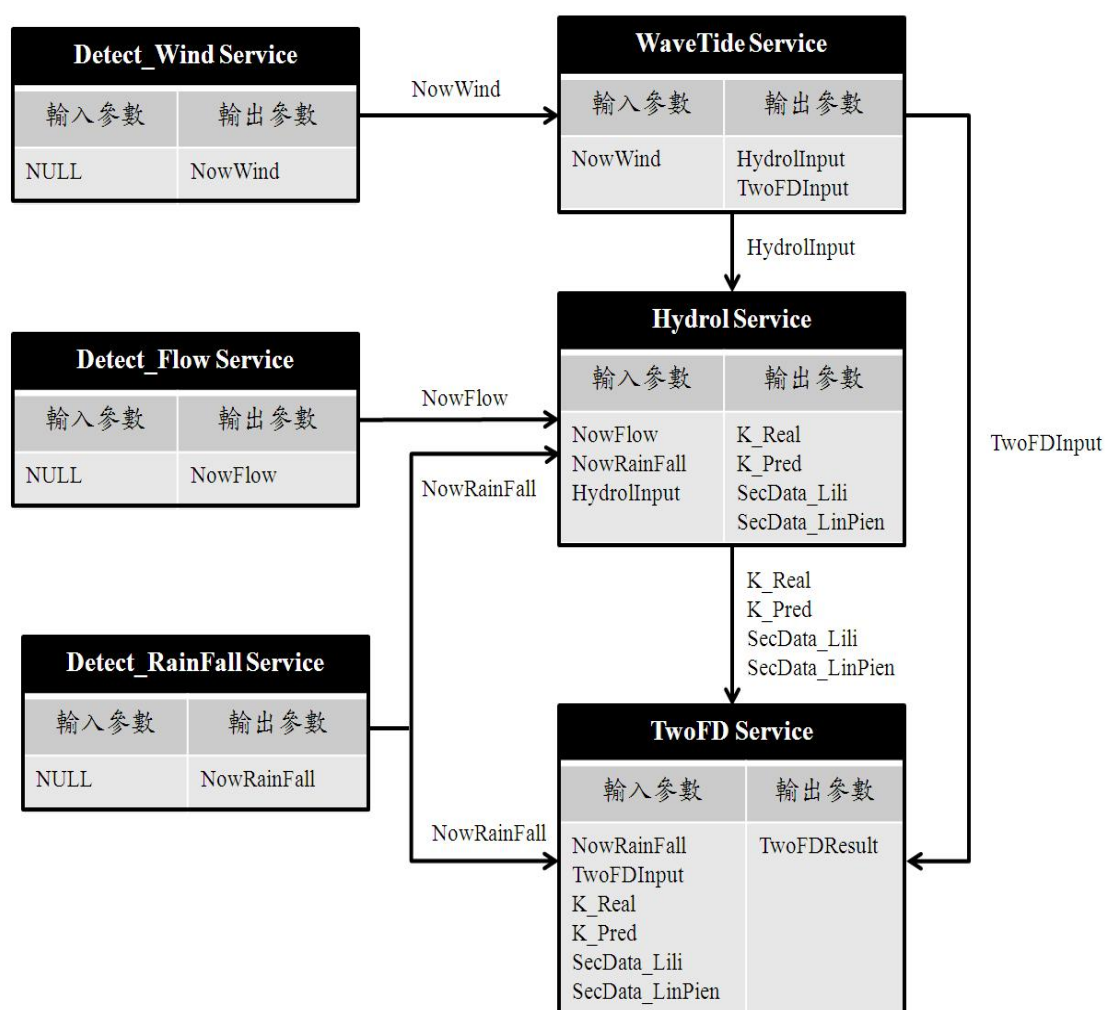 Detect_Wind Service
輸入參數 輸出參數
NULL NowWind
NowWind
WaveTide Service
輸入參數 輸出參數
NowWind HydrolInput
TwoFDInput
HydrolInput
TwoFDInput
Detect_Flow Service
輸入參數 輸出參數
NULL NowFlow
NowFlow
NowRainFall
Hydrol Service
輸入參數 輸出參數
NowFlow K_Real
NowRainFall K_Pred
HydrolInput SecData_Lili
SecData_LinPien
K_Real
K_Pred
SecData_Lili
SecData_LinPien
Detect_RainFall Service
輸入參數 輸出參數
NULL NowRainFall
NowRainFall
TwoFD Service
輸入參數 輸出參數
NowRainFall TwoFDResult
TwoFDInput
K_Real
K_Pred
SecData_Lili
SecData_LinPien